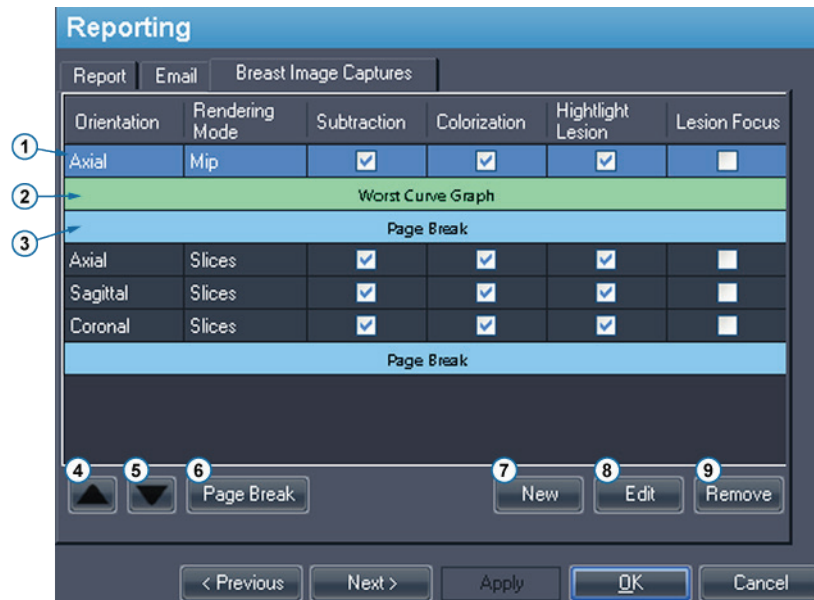 Reporting
Report Email Breast Image Captures
Orientation Rendering Mode Subtraction Colorization Hightlight Lesion Lesion Focus
1 Axial Mip
2 Worst Curve Graph
3 Page Break
Axial Slices
Sagittal Slices
Coronal Slices
Page Break
4 5 6 7 8 9
Page Break New Edit Remove
< Previous Next > Apply OK Cancel